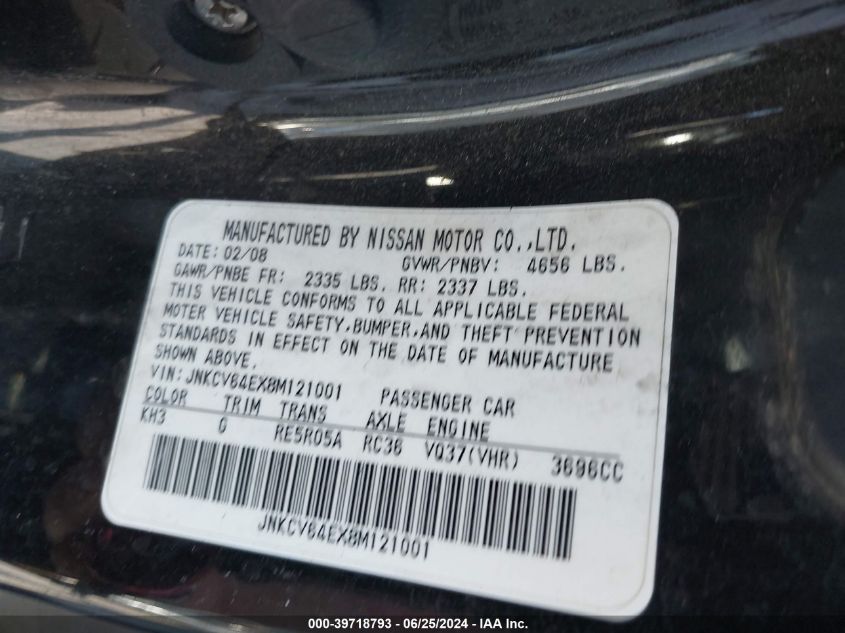 MANUFACTURED BY NISSAN MOTOR CO.,LTD.
DATE: 02/08 GVWR/PNBV: 4656 LBS.
GAWR/PNBE FR: 2335 LBS. RR: 2337 LBS.
THIS VEHICLE CONFORMS TO ALL APPLICABLE FEDERAL
MOTOR VEHICLE SAFETY,BUMPER,AND THEFT PREVENTION
STANDARDS IN EFFECT ON THE DATE OF MANUFACTURE
SHOWN ABOVE.
VIN: JNKCV64EX8M121001 PASSENGER CAR
COLOR TRIM TRANS AXLE ENGINE
KH3 G RE5R05A RC36 VQ37(VHR) 3696CC
JNKCV64EX8M121001
000-39718793 - 06/25/2024 - IAA Inc.